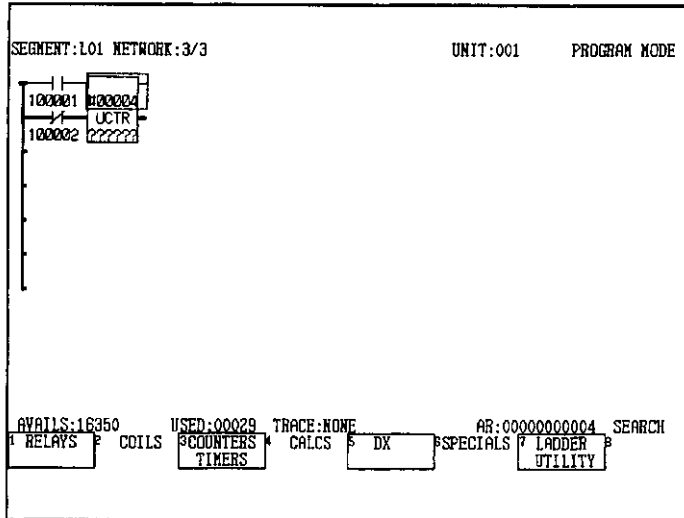 SEGMENT:L01 NETWORK:3/3 UNIT:001 PROGRAM MODE
100001 #00004
UCTR
100002 ??????
AVAILS:16350 USED:00029 TRACE:NONE AR:00000000004 SEARCH
1 RELAYS 2 COILS 3 COUNTERS 4 CALCS 5 DX 6 SPECIALS 7 LADDER 8
TIMERS UTILITY